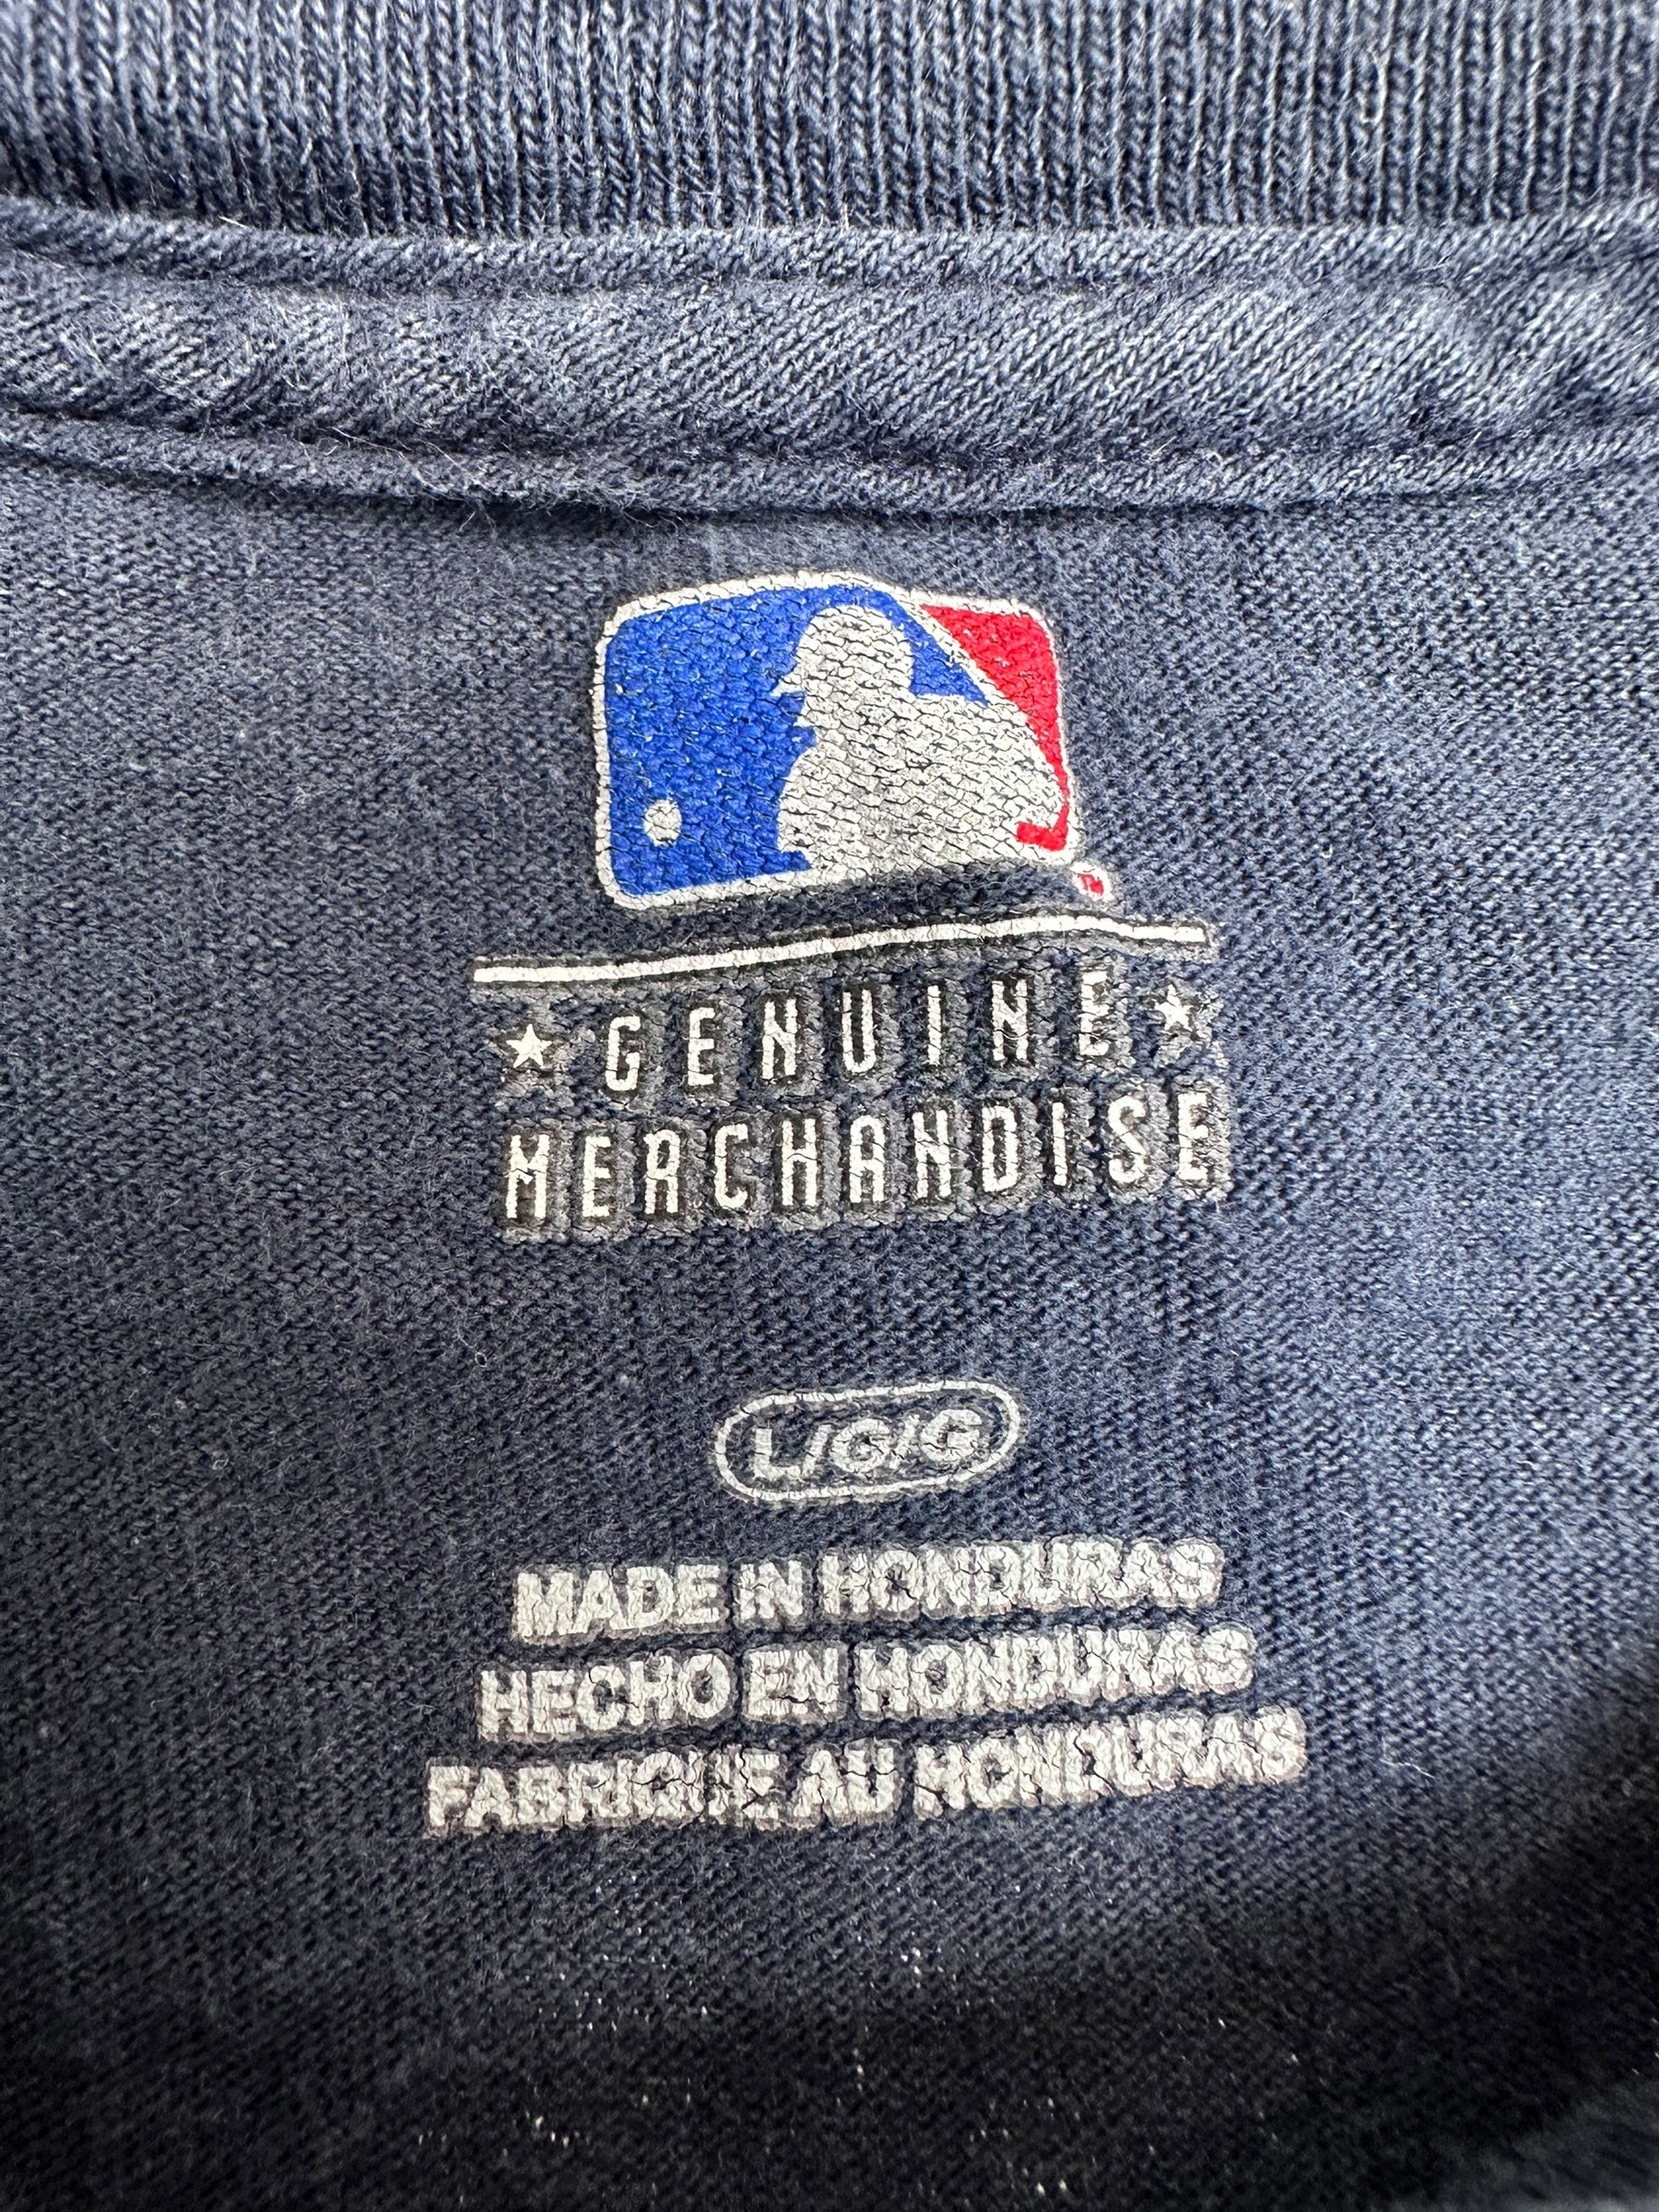 ★ GENUINE ★
MERCHANDISE
L/G/G
MADE IN HONDURAS
HECHO EN HONDURAS
FABRIQUE AU HONDURAS